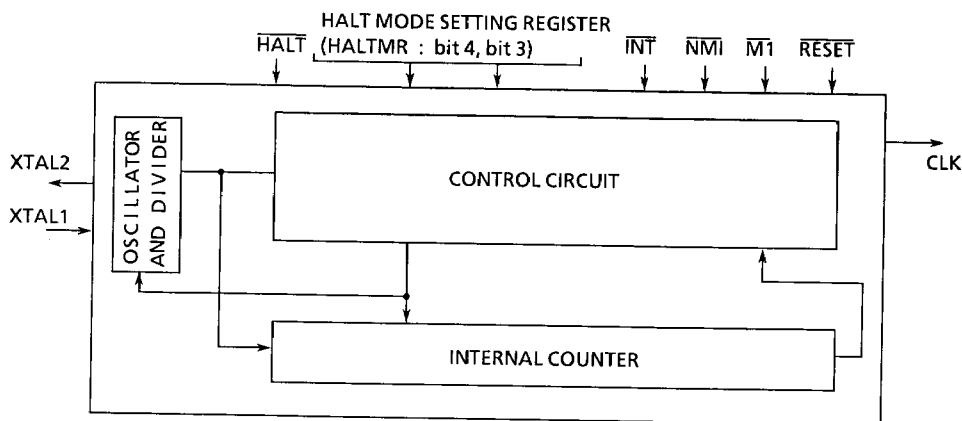 HALT MODE SETTING REGISTER
HALT (HALTMR : bit 4, bit 3) INT NMI M1 RESET
XTAL2
XTAL1
OSCILLATOR
AND DIVIDER
CONTROL CIRCUIT
CLK
INTERNAL COUNTER